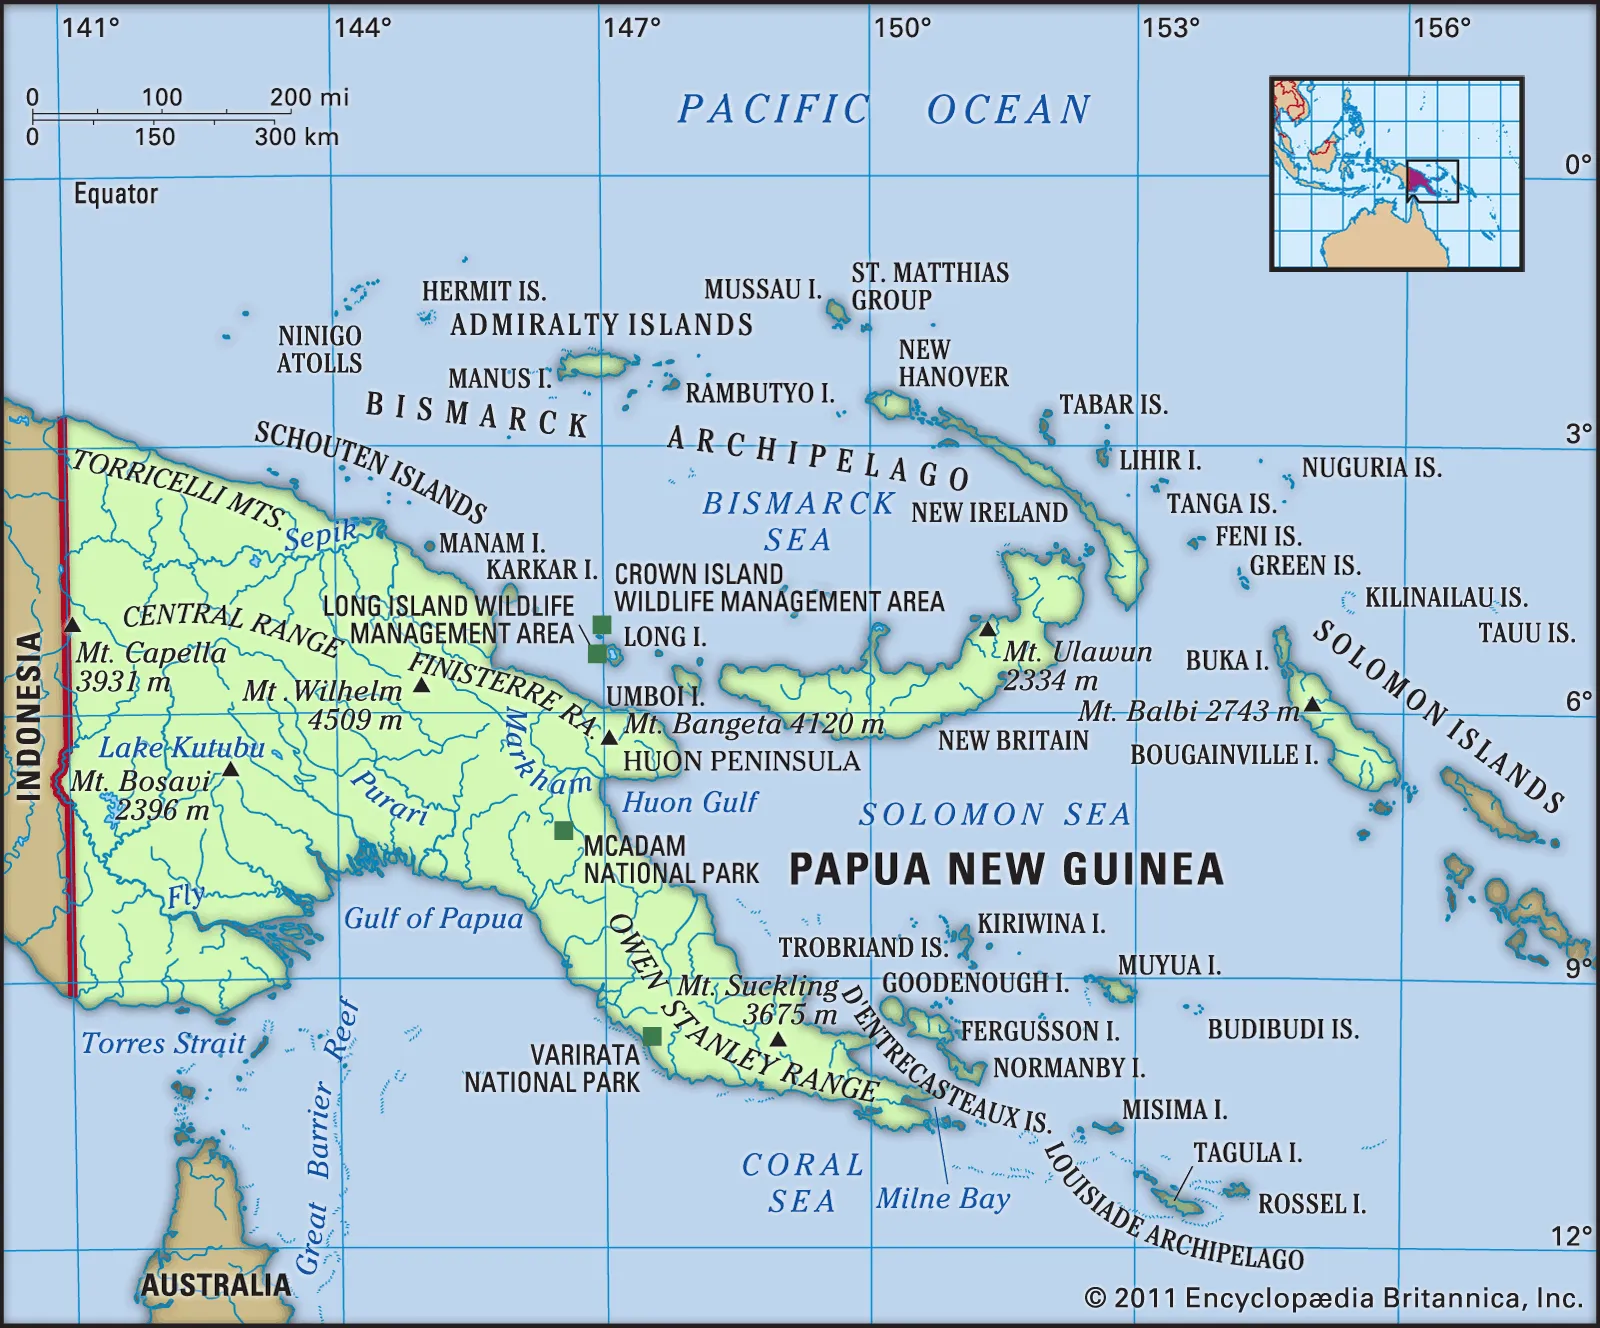 141°
144°
147°
150°
153°
156°
0 100 200 mi
0 150 300 km
PACIFIC OCEAN
0°
Equator
HERMIT IS.
MUSSAU I.
ST. MATTHIAS
GROUP
ADMIRALTY ISLANDS
NINIGO
ATOLLS
NEW
HANOVER
MANUS I.
RAMBUTYO I.
TABAR IS.
BISMARCK
ARCHIPELAGO
3°
SCHOUTEN ISLANDS
TORRICELLI MTS.
LIHIR I.
NUGURIA IS.
BISMARCK
SEA
NEW IRELAND
TANGA IS.
Sepik
MANAM I.
FENI IS.
KARKAR I.
CROWN ISLAND
WILDLIFE MANAGEMENT AREA
GREEN IS.
LONG ISLAND WILDLIFE
MANAGEMENT AREA
KILINAILAU IS.
CENTRAL RANGE
LONG I.
TAUU IS.
INDONESIA
Mt. Capella
3931 m
FINISTERRE RA.
Mt. Ulawun
2334 m
BUKA I.
SOLOMON ISLANDS
Mt .Wilhelm
4509 m
UMBOI I.
6°
Mt. Bangeta 4120 m
Mt. Balbi 2743 m
Markham
Lake Kutubu
NEW BRITAIN
BOUGAINVILLE I.
HUON PENINSULA
Mt. Bosavi
2396 m
Purari
Huon Gulf
SOLOMON SEA
MCADAM
NATIONAL PARK
PAPUA NEW GUINEA
Fly
Gulf of Papua
KIRIWINA I.
TROBRIAND IS.
OWEN STANLEY RANGE
MUYUA I.
9°
Mt. Suckling
3675 m
GOODENOUGH I.
D'ENTRECASTEAUX IS.
FERGUSSON I.
BUDIBUDI IS.
Torres Strait
Great Barrier Reef
VARIRATA
NATIONAL PARK
NORMANBY I.
MISIMA I.
TAGULA I.
CORAL
SEA
Milne Bay
LOUISIADE ARCHIPELAGO
ROSSEL I.
12°
AUSTRALIA
© 2011 Encyclopædia Britannica, Inc.